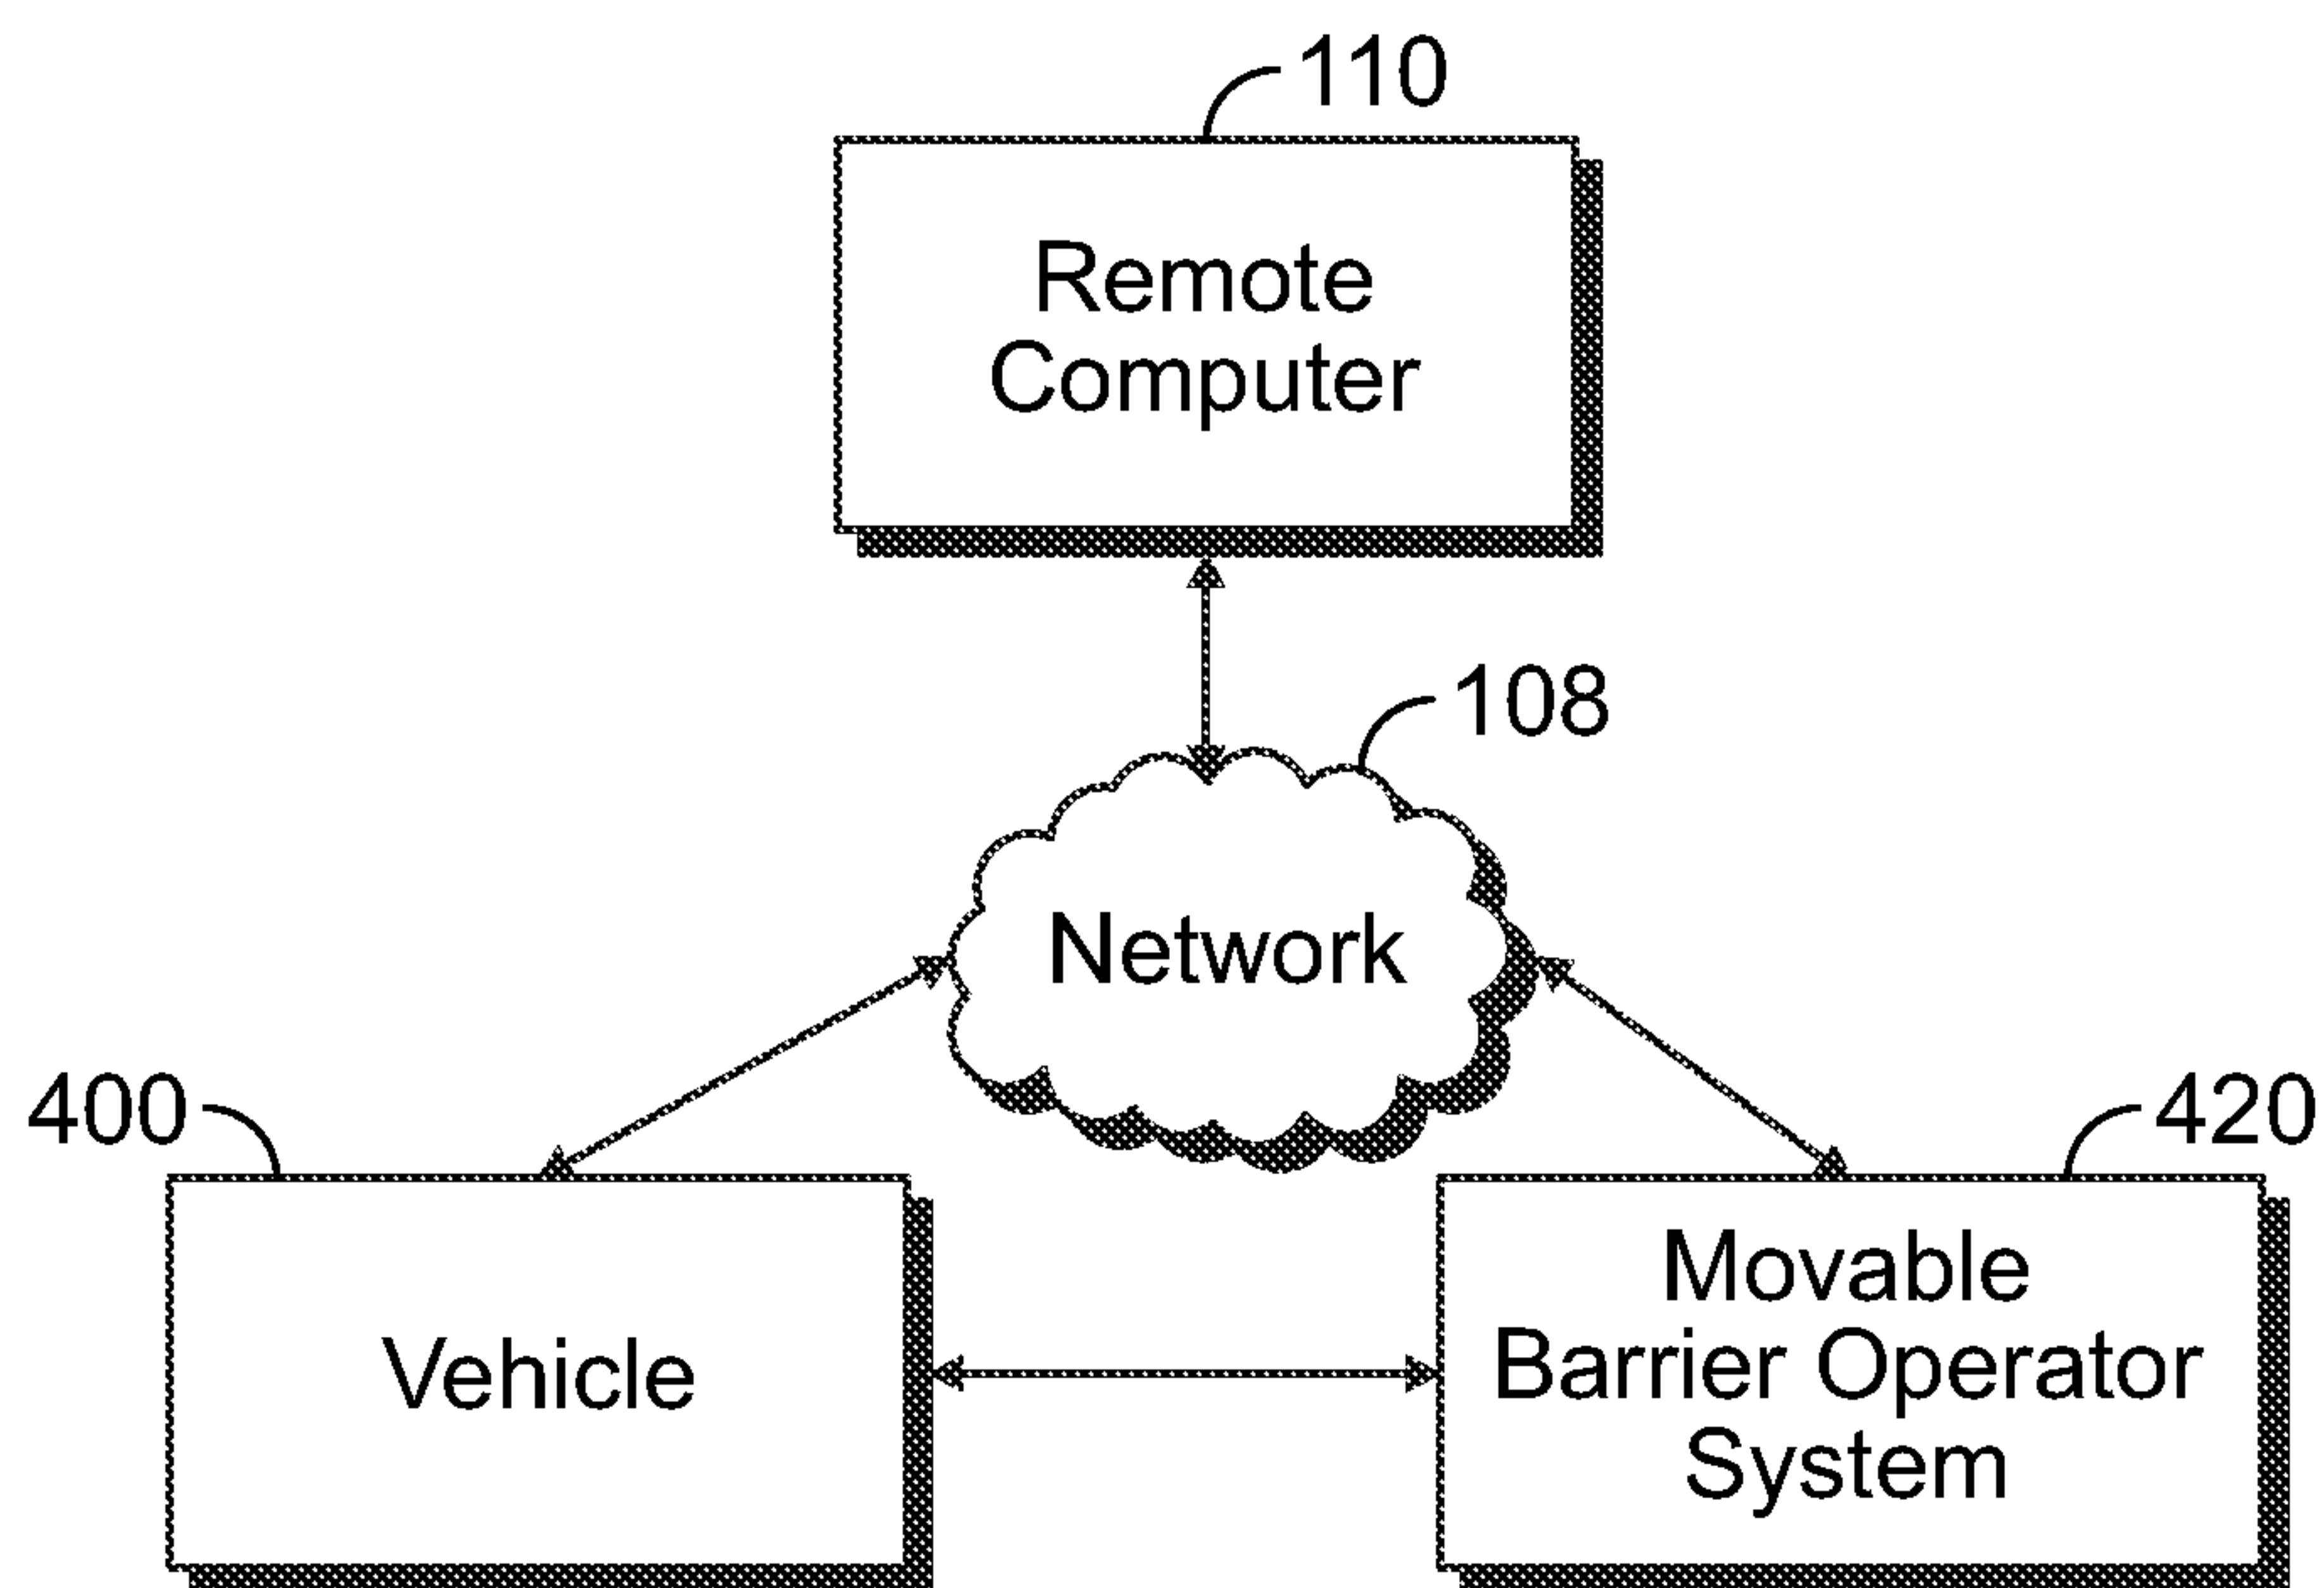 110
Remote
Computer
108
Network
400
420
Vehicle
Movable
Barrier Operator
System